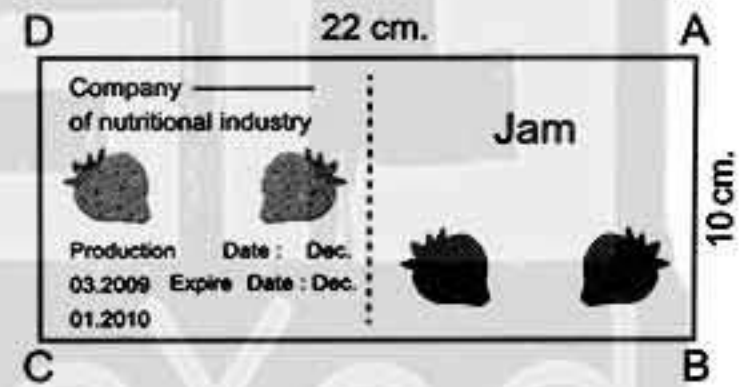 D 22 cm. A
Company
of nutritional industry
Jam
10 cm.
Production Date : Dec.
03.2009 Expire Date : Dec.
01.2010
C B